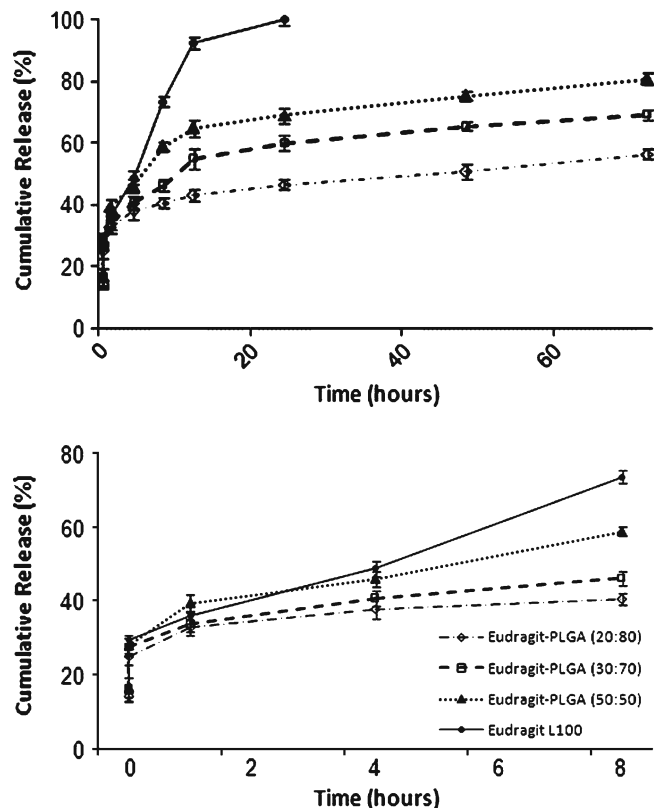 100
80
60
40
20
0
Cumulative Release (%)
0
20
40
60
Time (hours)
80
60
40
20
0
Cumulative Release (%)
Eudragit-PLGA (20:80)
Eudragit-PLGA (30:70)
Eudragit-PLGA (50:50)
Eudragit L100
0
2
4
6
8
Time (hours)